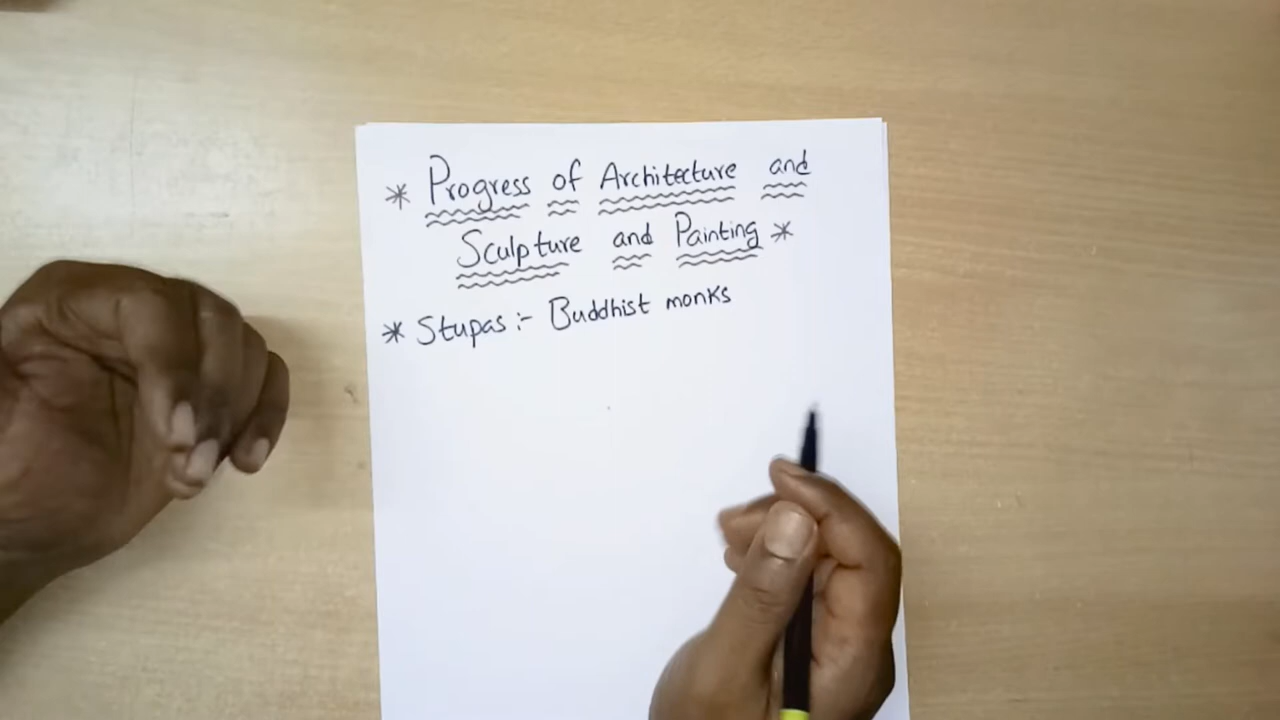 * Progress of Architecture and
Sculpture and Painting *
* Stupas :- Buddhist monks